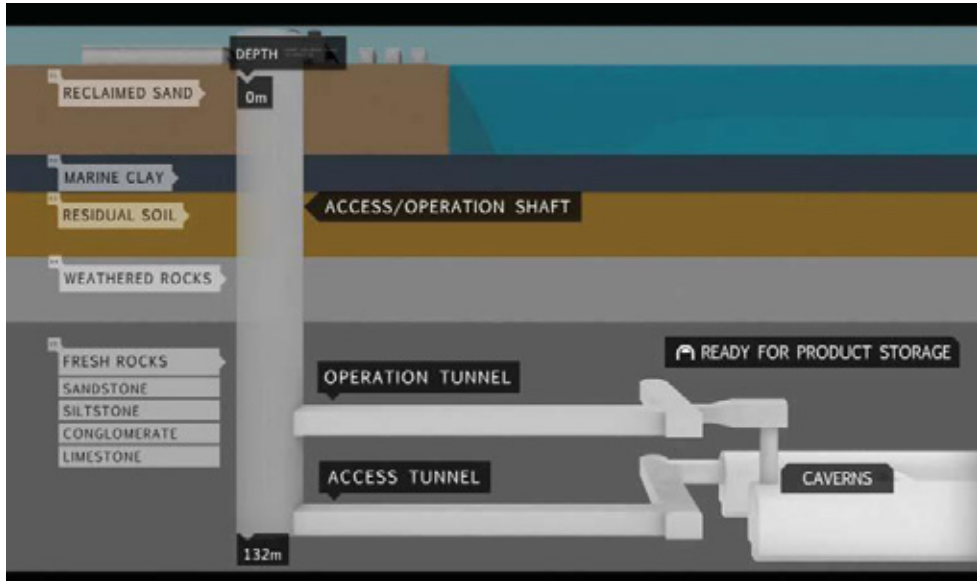 DEPTH
0m
RECLAIMED SAND
MARINE CLAY
RESIDUAL SOIL
ACCESS/OPERATION SHAFT
WEATHERED ROCKS
FRESH ROCKS
SANDSTONE
SILTSTONE
CONGLOMERATE
LIMESTONE
READY FOR PRODUCT STORAGE
OPERATION TUNNEL
ACCESS TUNNEL
CAVERNS
132m